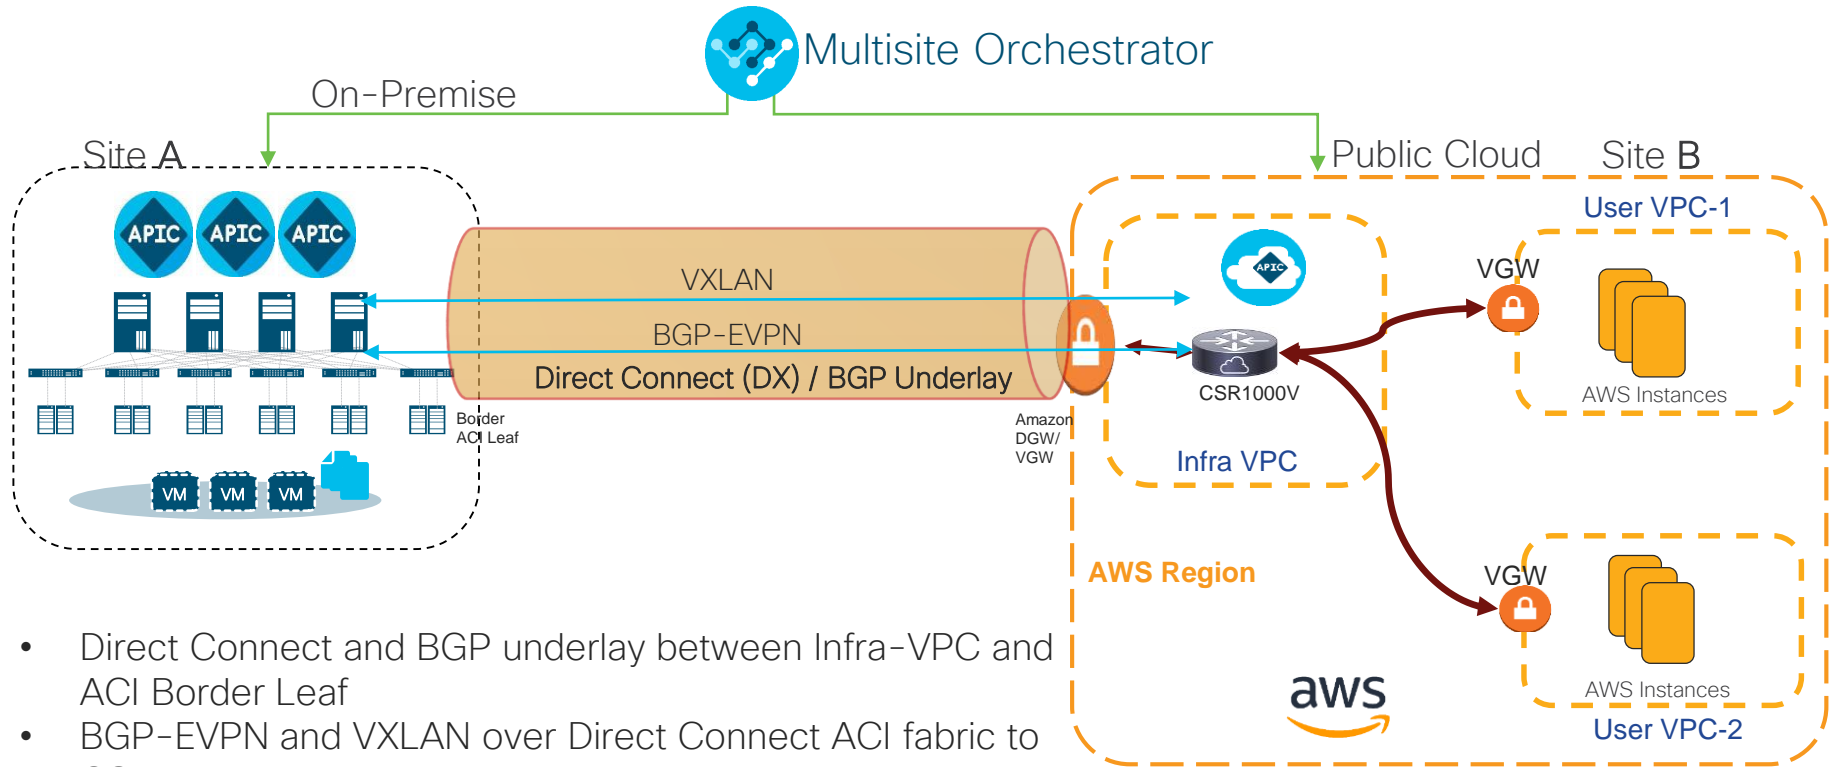 Multisite Orchestrator
On-Premise
Site A
Public Cloud
Site B
User VPC-1
APIC APIC APIC
APIC
VGW
VXLAN
BGP-EVPN
Direct Connect (DX) / BGP Underlay
CSR1000V
AWS Instances
Border
ACI Leaf
Amazon
DGW/
VGW
Infra VPC
VM VM VM
AWS Region
VGW
AWS Instances
User VPC-2
aws
• Direct Connect and BGP underlay between Infra-VPC and
ACI Border Leaf
• BGP-EVPN and VXLAN over Direct Connect ACI fabric to